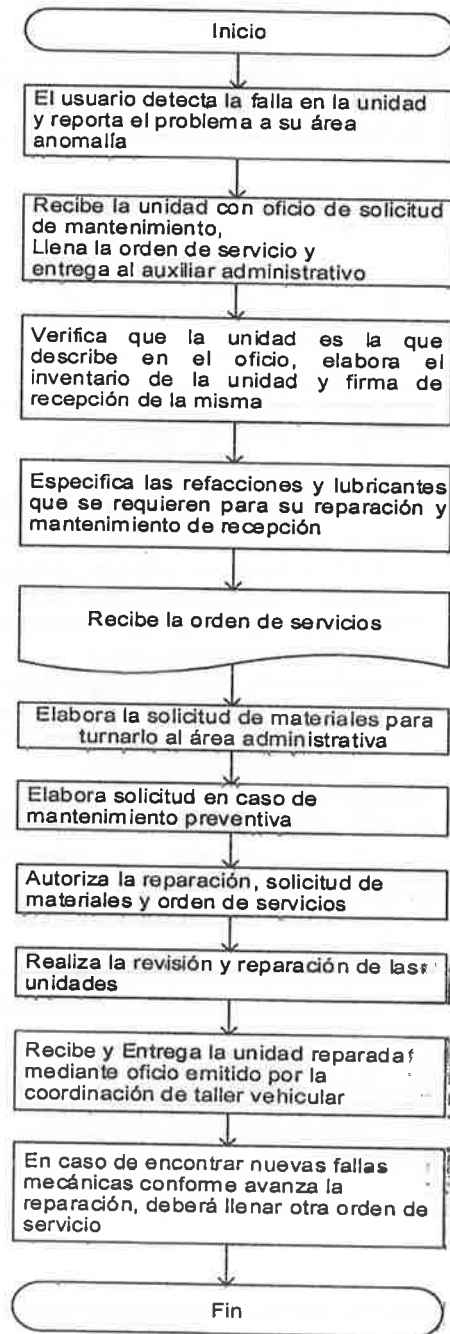 Inicio
El usuario detecta la falla en la unidad
y reporta el problema a su área
anomalía
Recibe la unidad con oficio de solicitud
de mantenimiento,
Llena la orden de servicio y
entrega al auxiliar administrativo
Verifica que la unidad es la que
describe en el oficio, elabora el
inventario de la unidad y firma de
recepción de la misma
Especifica las refacciones y lubricantes
que se requieren para su reparación y
mantenimiento de recepción
Recibe la orden de servicios
Elabora la solicitud de materiales para
turnarlo al área administrativa
Elabora solicitud en caso de
mantenimiento preventiva
Autoriza la reparación, solicitud de
materiales y orden de servicios
Realiza la revisión y reparación de las
unidades
Recibe y Entrega la unidad reparada
mediante oficio emitido por la
coordinación de taller vehicular
En caso de encontrar nuevas fallas
mecánicas conforme avanza la
reparación, deberá llenar otra orden de
servicio
Fin